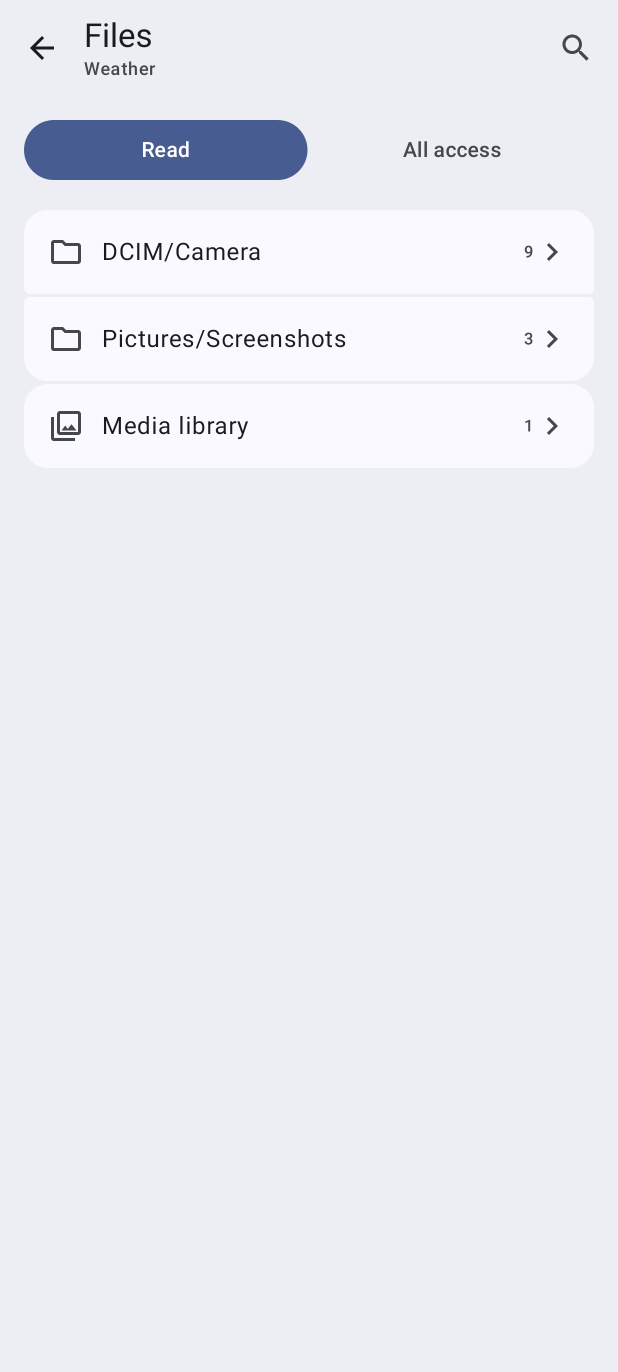 Files
Weather
Read
All access
DCIM/Camera
9
Pictures/Screenshots
3
Media library
1